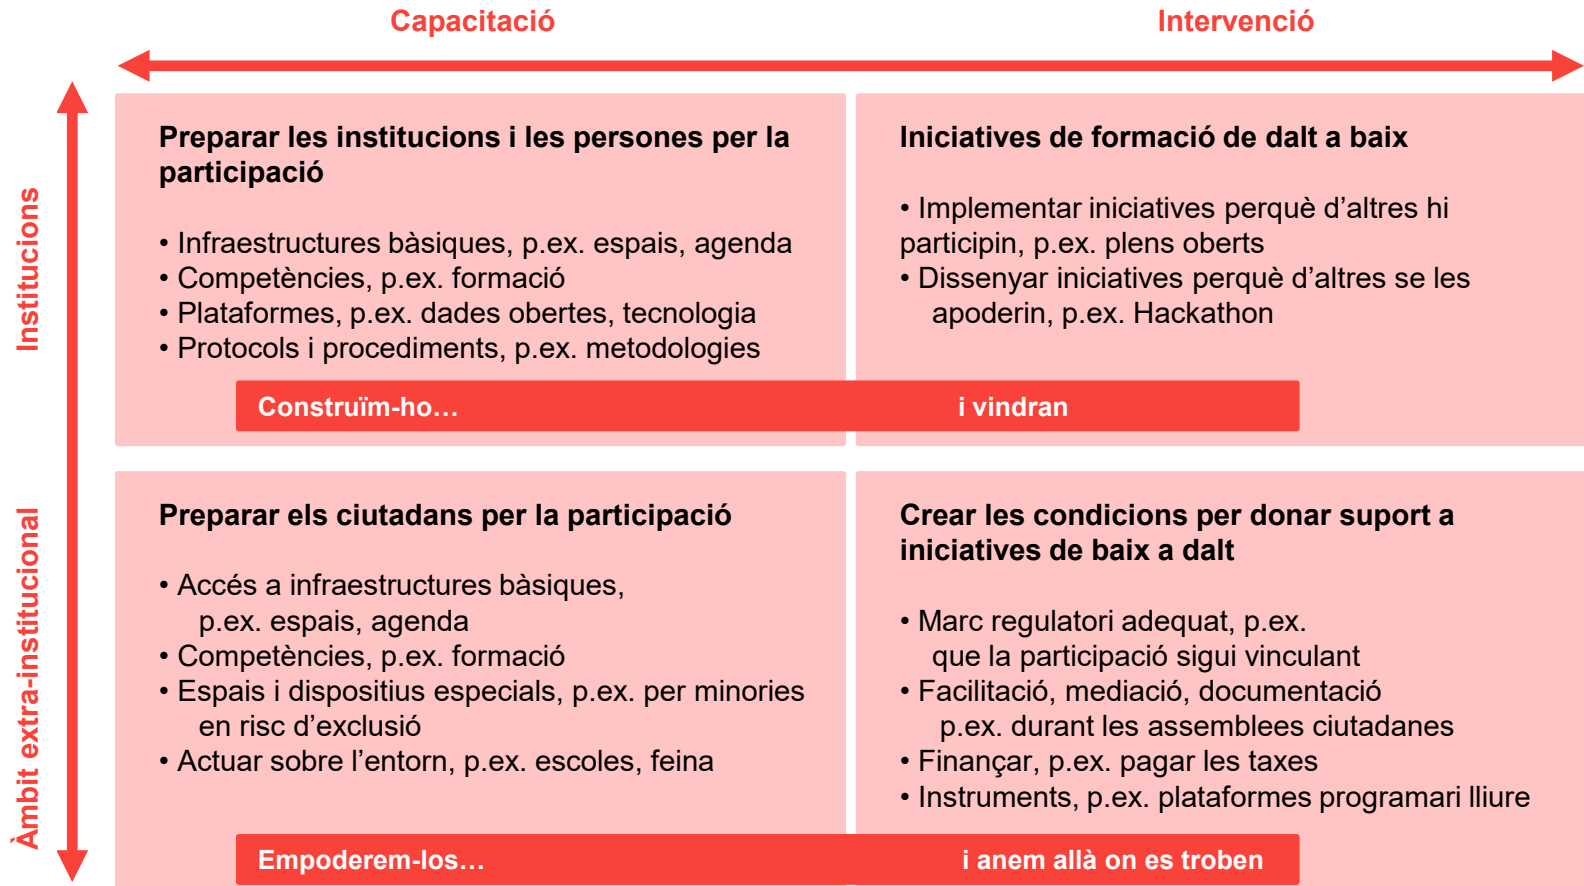 Capacitació
Intervenció
Institucions
Preparar les institucions i les persones per la
participació
• Infraestructures bàsiques, p.ex. espais, agenda
• Competències, p.ex. formació
• Plataformes, p.ex. dades obertes, tecnologia
• Protocols i procediments, p.ex. metodologies
Iniciatives de formació de dalt a baix
• Implementar iniciatives perquè d’altres hi
participin, p.ex. plens oberts
• Dissenyar iniciatives perquè d’altres se les
apoderin, p.ex. Hackathon
Construïm-ho…
i vindran
Àmbit extra-institucional
Preparar els ciutadans per la participació
• Accés a infraestructures bàsiques,
p.ex. espais, agenda
• Competències, p.ex. formació
• Espais i dispositius especials, p.ex. per minories
en risc d’exclusió
• Actuar sobre l’entorn, p.ex. escoles, feina
Crear les condicions per donar suport a
iniciatives de baix a dalt
• Marc regulatori adequat, p.ex.
que la participació sigui vinculant
• Facilitació, mediació, documentació
p.ex. durant les assemblees ciutadanes
• Finançar, p.ex. pagar les taxes
• Instruments, p.ex. plataformes programari lliure
Empoderem-los…
i anem allà on es troben